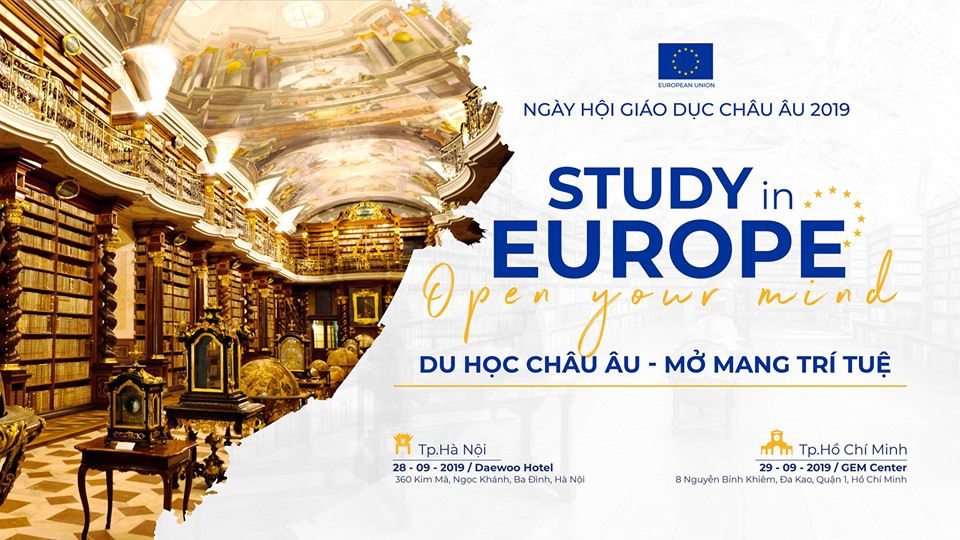 EUROPEAN UNION
NGÀY HỘI GIÁO DỤC CHÂU ÂU 2019
STUDY in
EUROPE
Open your mind
DU HỌC CHÂU ÂU - MỞ MANG TRÍ TUỆ
Tp.Hà Nội
28 - 09 - 2019 / Daewoo Hotel
360 Kim Mã, Ngọc Khánh, Ba Đình, Hà Nội
Tp.Hồ Chí Minh
29 - 09 - 2019 / GEM Center
8 Nguyễn Bỉnh Khiêm, Đa Kao, Quận 1, Hồ Chí Minh